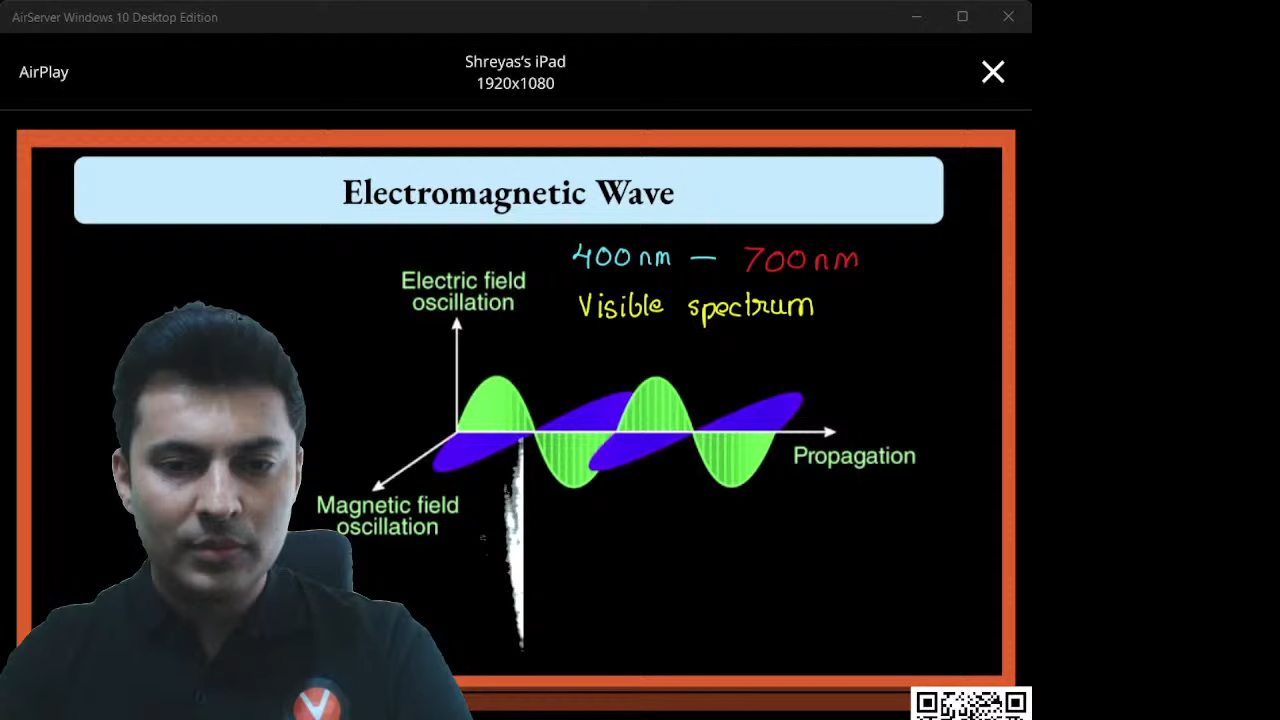 AirServer Windows 10 Desktop Edition
AirPlay
Shreyas's iPad
1920x1080
Electromagnetic Wave
400 nm — 700 nm
Visible spectrum
Electric field
oscillation
Propagation
Magnetic field
oscillation